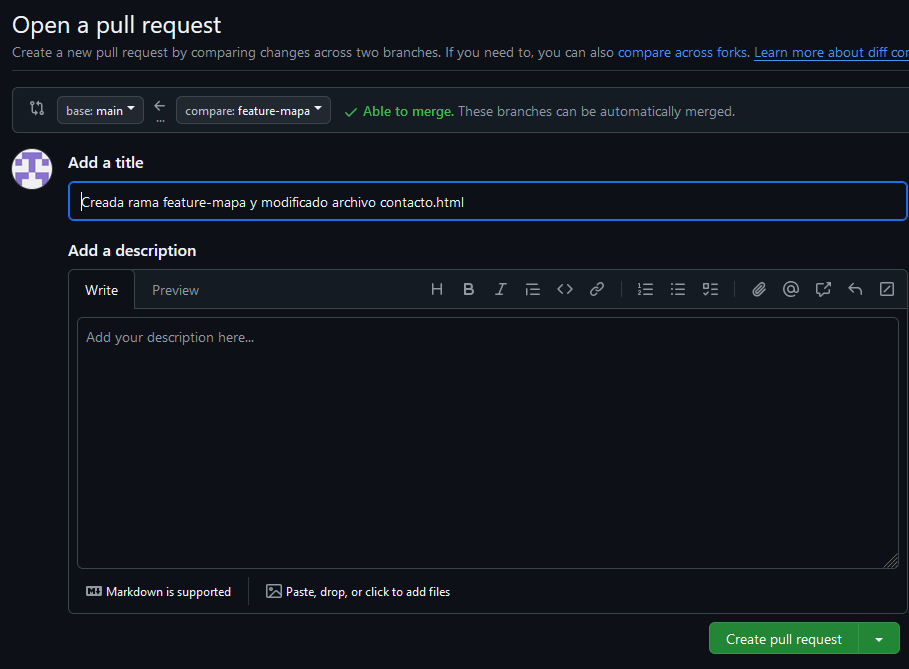 Open a pull request
Create a new pull request by comparing changes across two branches. If you need to, you can also compare across forks. Learn more about diff
base: main ← compare: feature-mapa Able to merge. These branches can be automatically merged.
...
Add a title
Creada rama feature-mapa y modificado archivo contacto.html
Add a description
Write Preview
Add your description here...
Markdown is supported Paste, drop, or click to add files
Create pull request